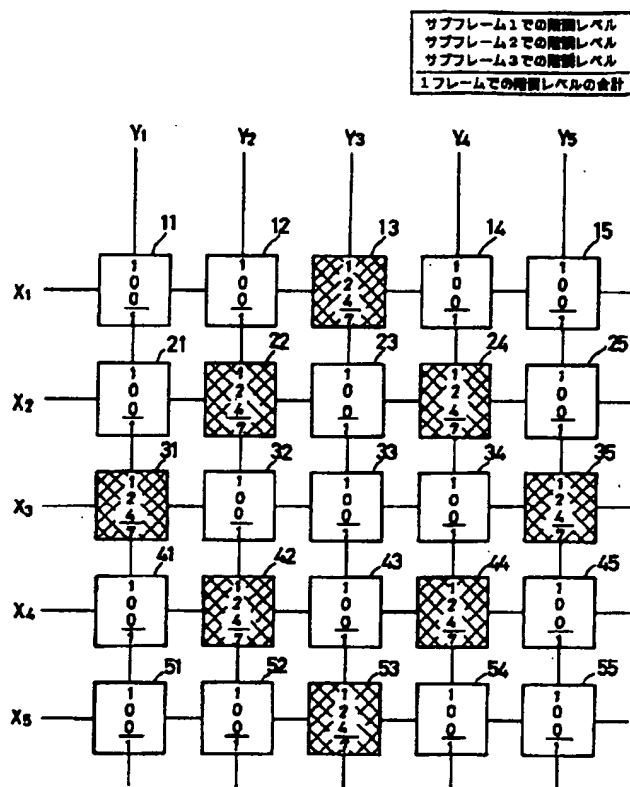 サブフレーム1での階調レベル
サブフレーム2での階調レベル
サブフレーム3での階調レベル
1フレームでの階調レベルの合計
Y1 Y2 Y3 Y4 Y5
11 12 13 14 15
X1
1 1 1 1 1
0 0 2 0 0
0 0 4 0 0
1 1 7 1 1
21 22 23 24 25
X2
1 1 1 1 1
0 2 0 2 0
0 4 0 4 0
1 7 1 7 1
31 32 33 34 35
X3
1 1 1 1 1
2 0 0 0 2
4 0 0 0 4
7 1 1 1 7
41 42 43 44 45
X4
1 1 1 1 1
0 2 0 2 0
0 4 0 4 0
1 7 1 7 1
51 52 53 54 55
X5
1 1 1 1 1
0 0 2 0 0
0 0 4 0 0
1 1 7 1 1